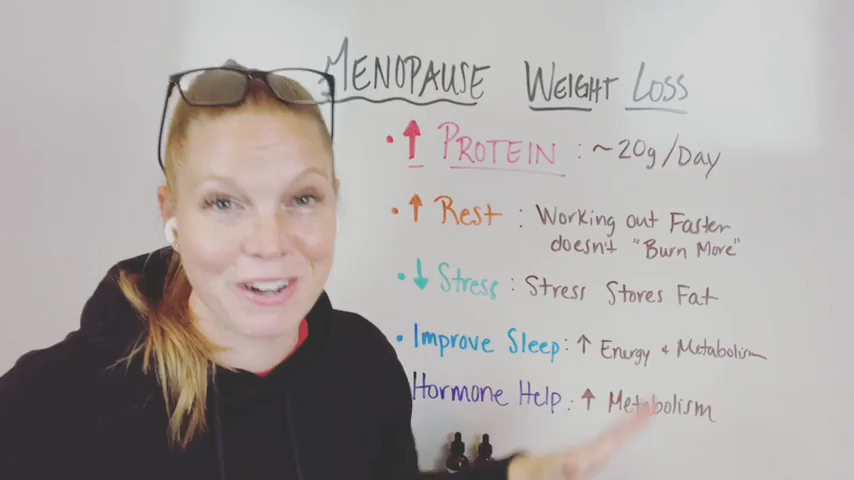 MENOPAUSE WEIGHT LOSS
• ↑ PROTEIN : ~20g/Day
• ↑ Rest : Working out Faster
doesn't "Burn More"
• ↓ Stress : Stress Stores Fat
• Improve Sleep : ↑ Energy & Metabolism
Hormone Help : ↑ Metabolism